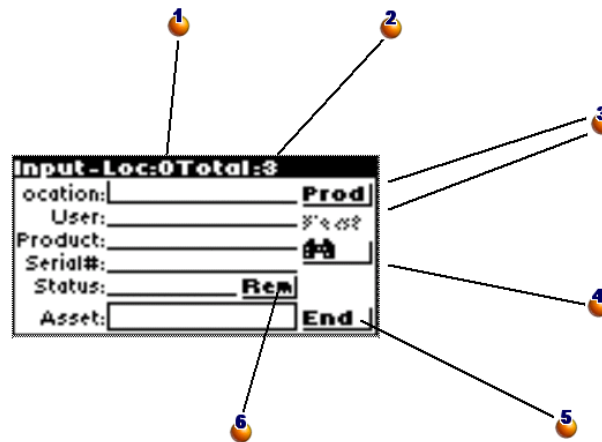 1
2
3
Input-Loc:0Total:3
ocation:
Prod
User:
Product:
Serial#:
4
Status:
Rem
Asset:
End
5
6